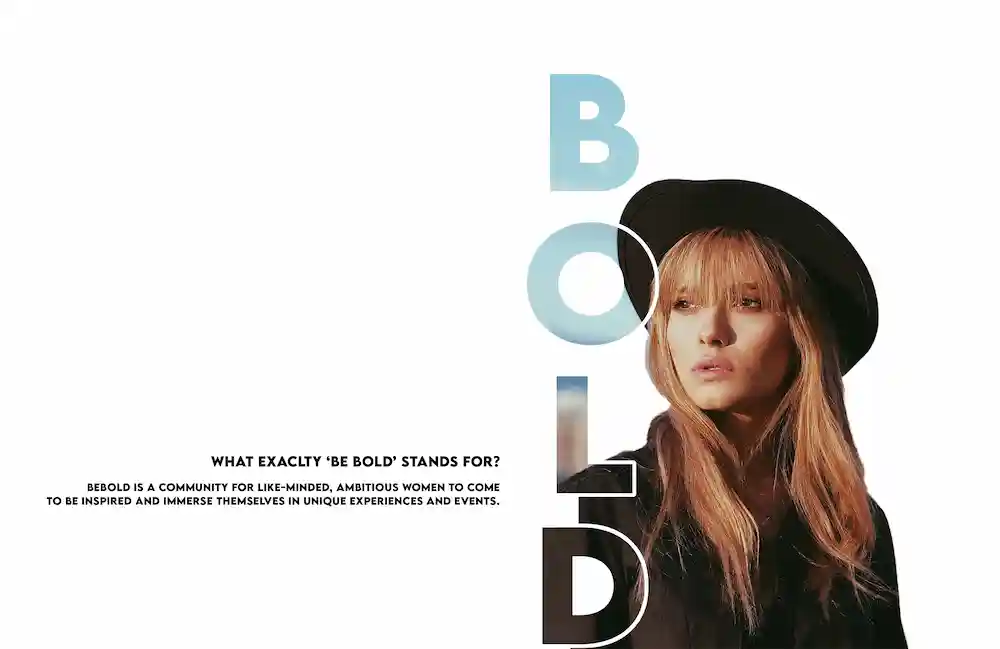 BOLD
WHAT EXACLTY ‘BE BOLD’ STANDS FOR?
BEBOLD IS A COMMUNITY FOR LIKE-MINDED, AMBITIOUS WOMEN TO COME
TO BE INSPIRED AND IMMERSE THEMSELVES IN UNIQUE EXPERIENCES AND EVENTS.